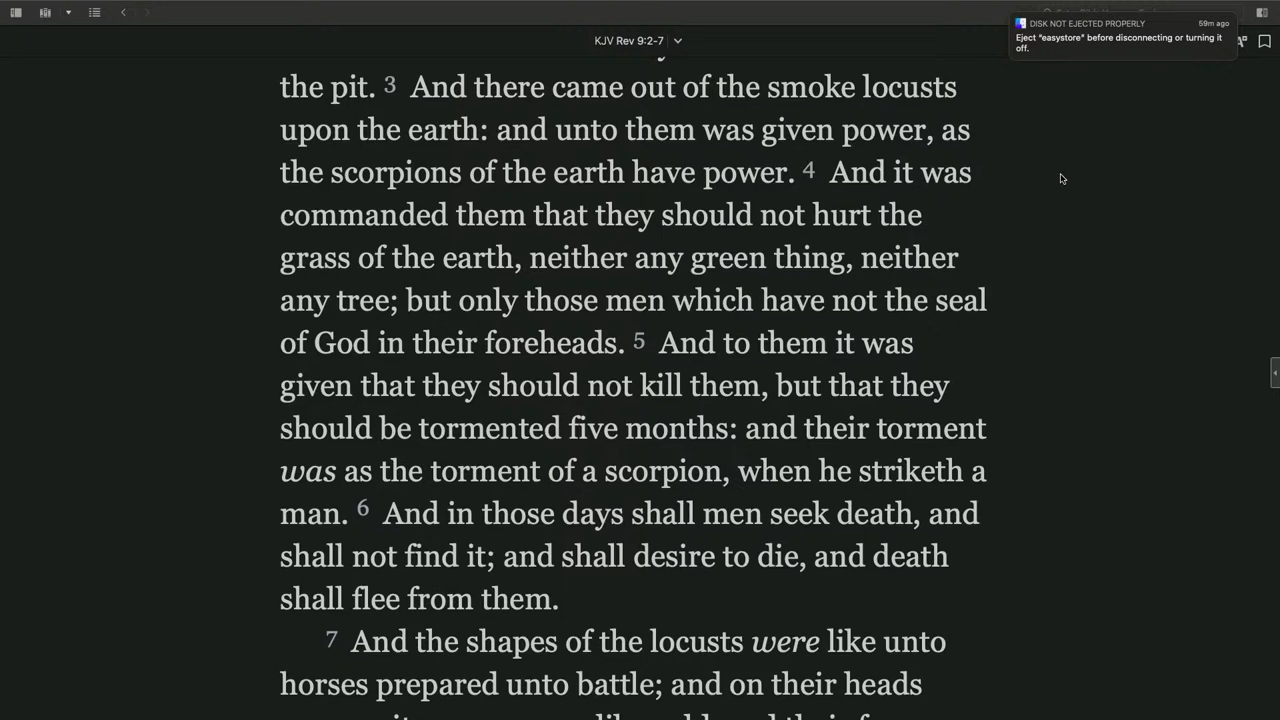 DISK NOT EJECTED PROPERLY 59m ago
Eject “easystore” before disconnecting or turning it
off.
KJV Rev 9:2-7
the pit. 3 And there came out of the smoke locusts
upon the earth: and unto them was given power, as
the scorpions of the earth have power. 4 And it was
commanded them that they should not hurt the
grass of the earth, neither any green thing, neither
any tree; but only those men which have not the seal
of God in their foreheads. 5 And to them it was
given that they should not kill them, but that they
should be tormented five months: and their torment
was as the torment of a scorpion, when he striketh a
man. 6 And in those days shall men seek death, and
shall not find it; and shall desire to die, and death
shall flee from them.
7 And the shapes of the locusts were like unto
horses prepared unto battle; and on their heads